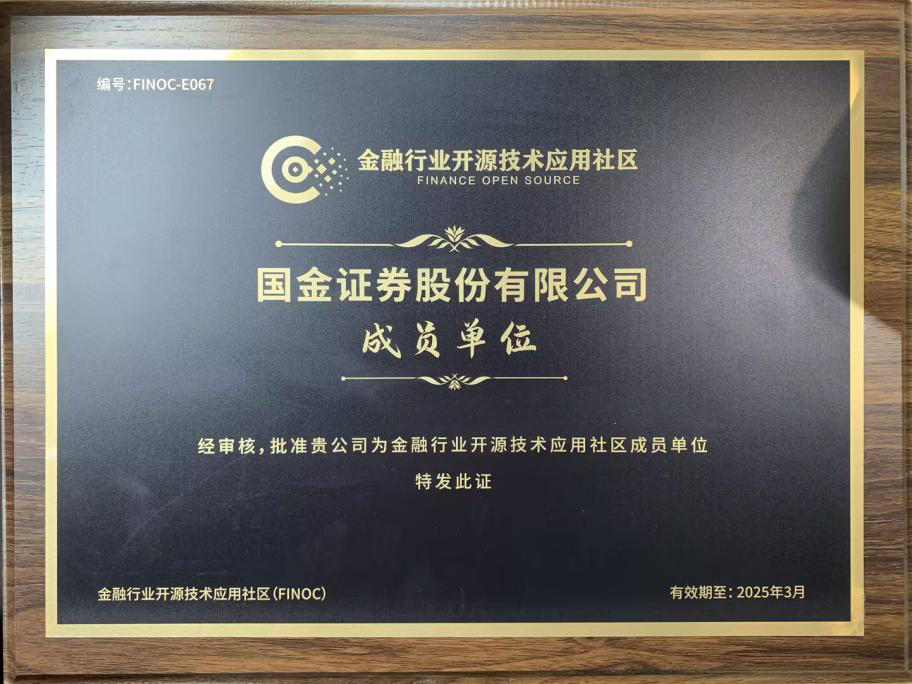 编号:FINOC-E067
金融行业开源技术应用社区
FINANCE OPEN SOURCE
国金证券股份有限公司
成员单位
经审核,批准贵公司为金融行业开源技术应用社区成员单位
特发此证
金融行业开源技术应用社区(FINOC)
有效期至:2025年3月